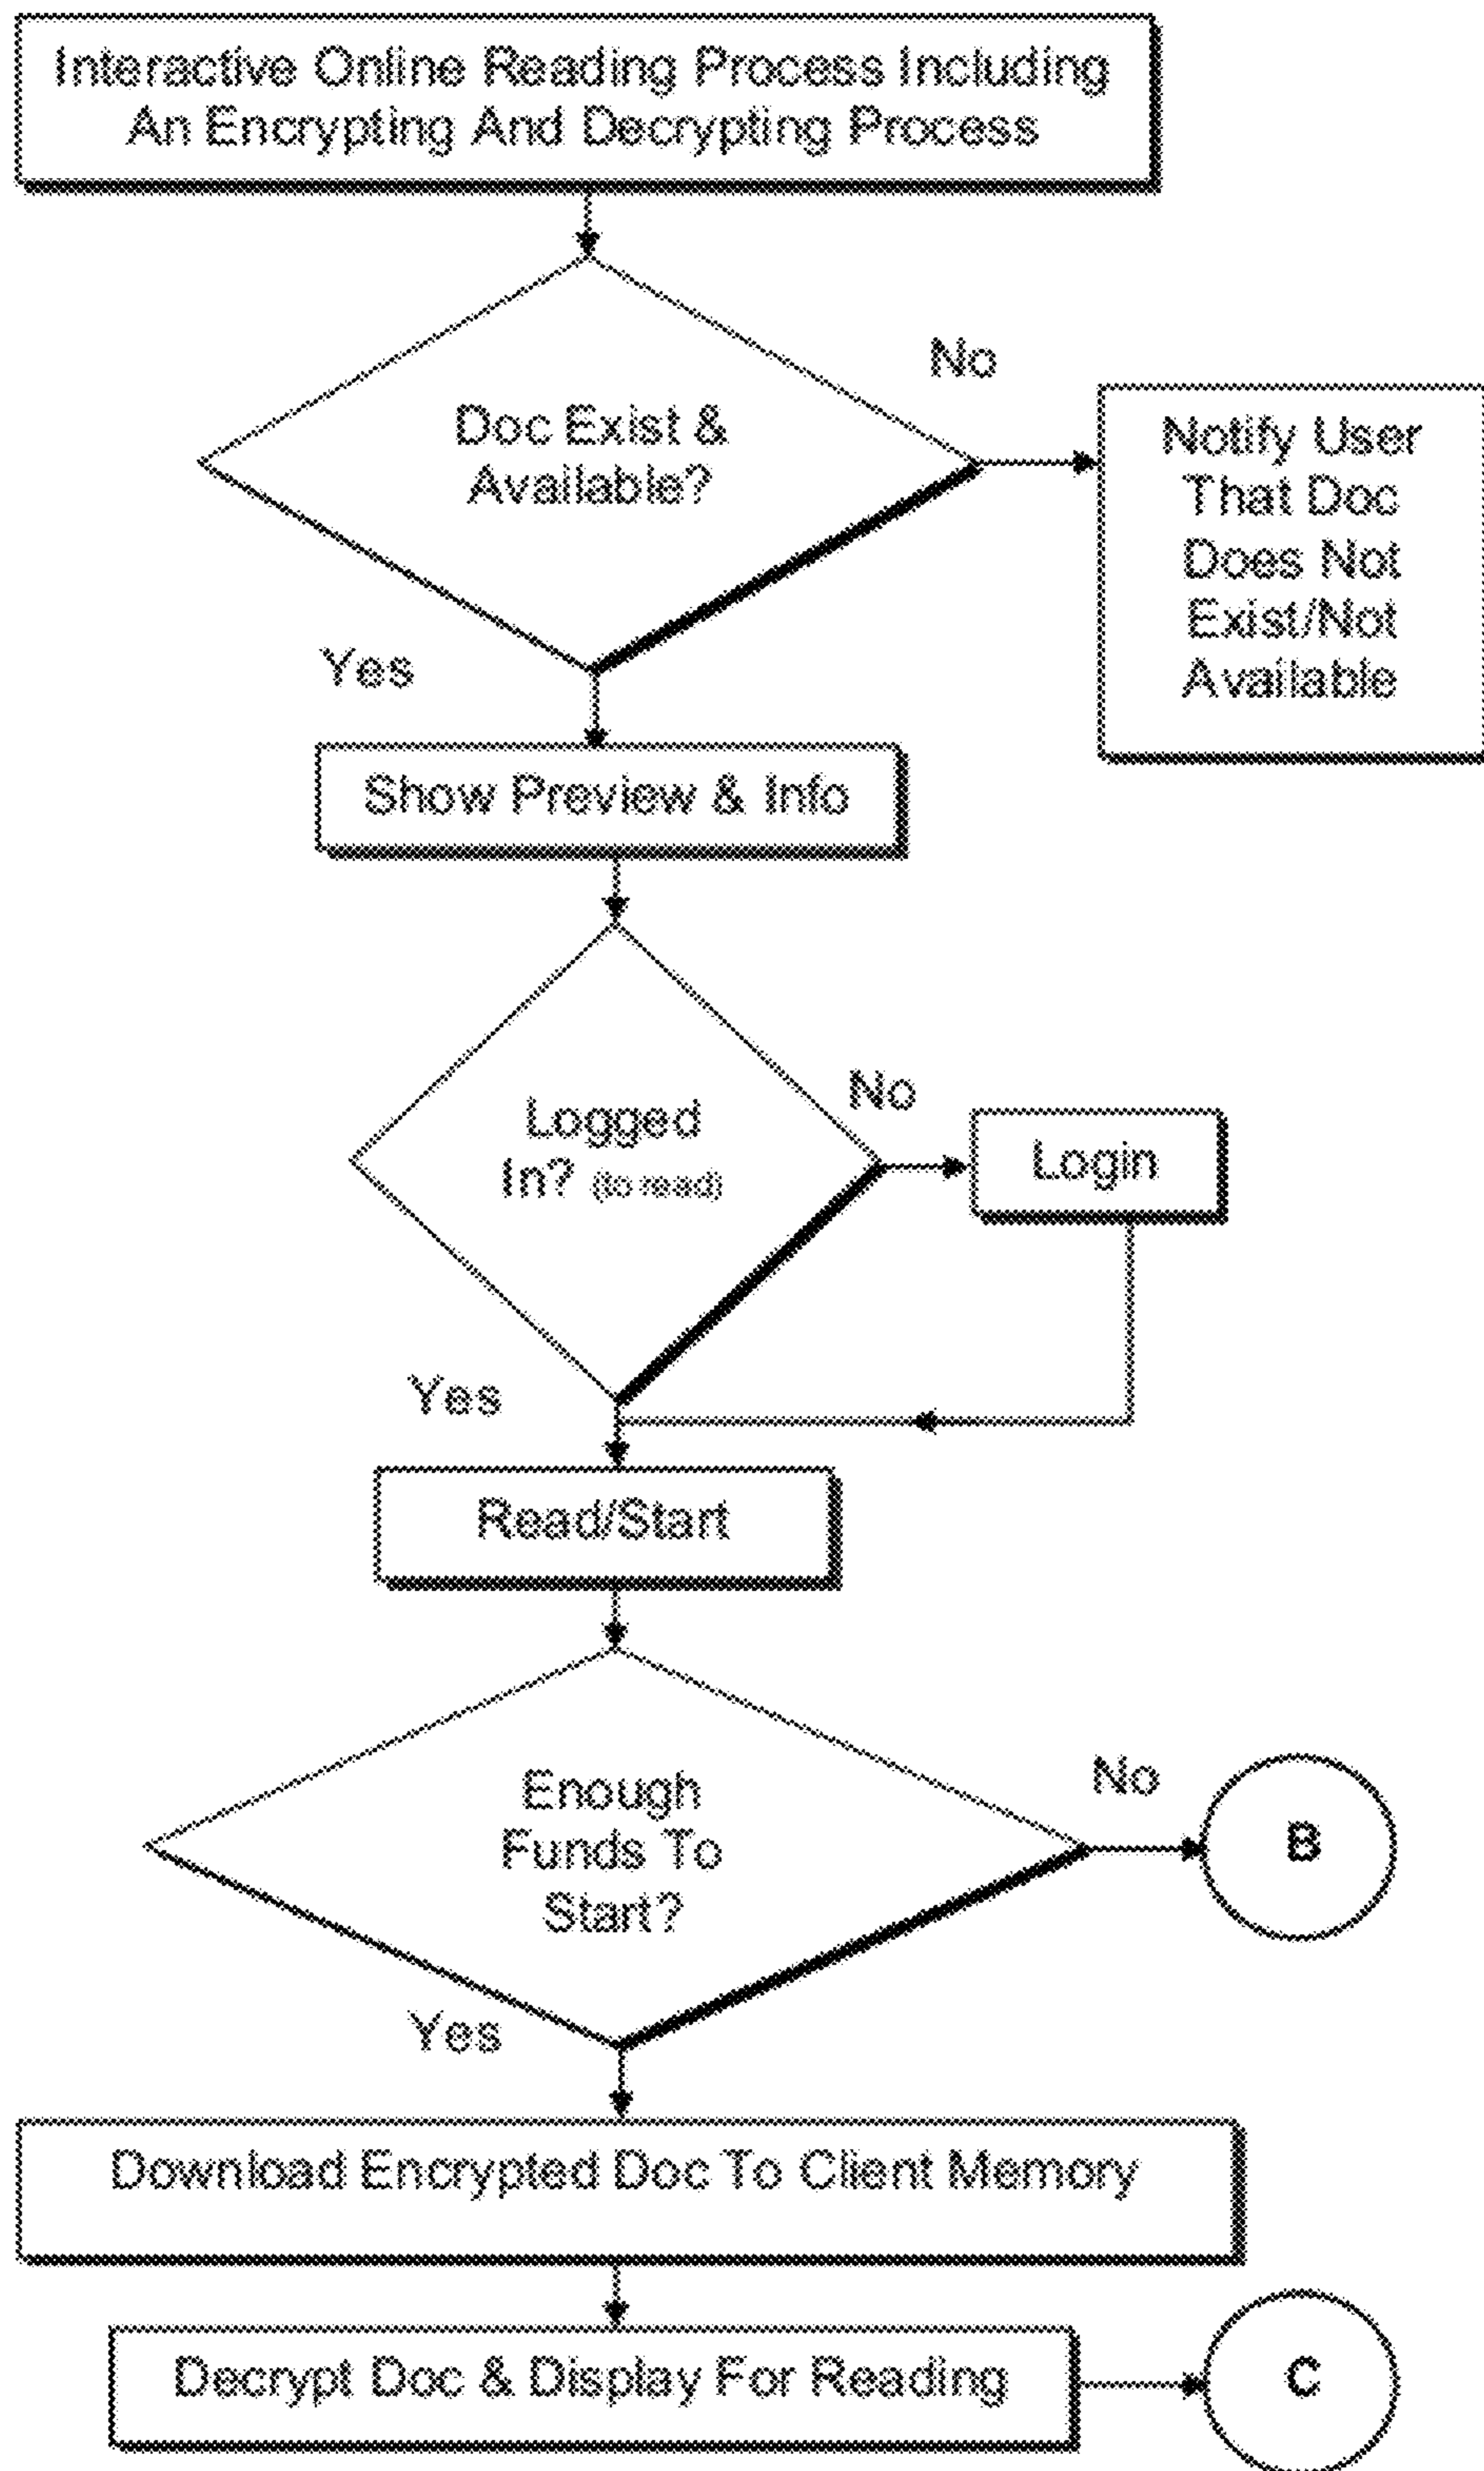 Interactive Online Reading Process Including
An Encrypting And Decrypting Process
No
Doc Exist &
Available?
Notify User
That Doc
Does Not
Exist/Not
Available
Yes
Show Preview & Info
No
Logged
In? (to read)
Login
Yes
Read/Start
No
Enough
Funds To
Start?
B
Yes
Download Encrypted Doc To Client Memory
Decrypt Doc & Display For Reading
C